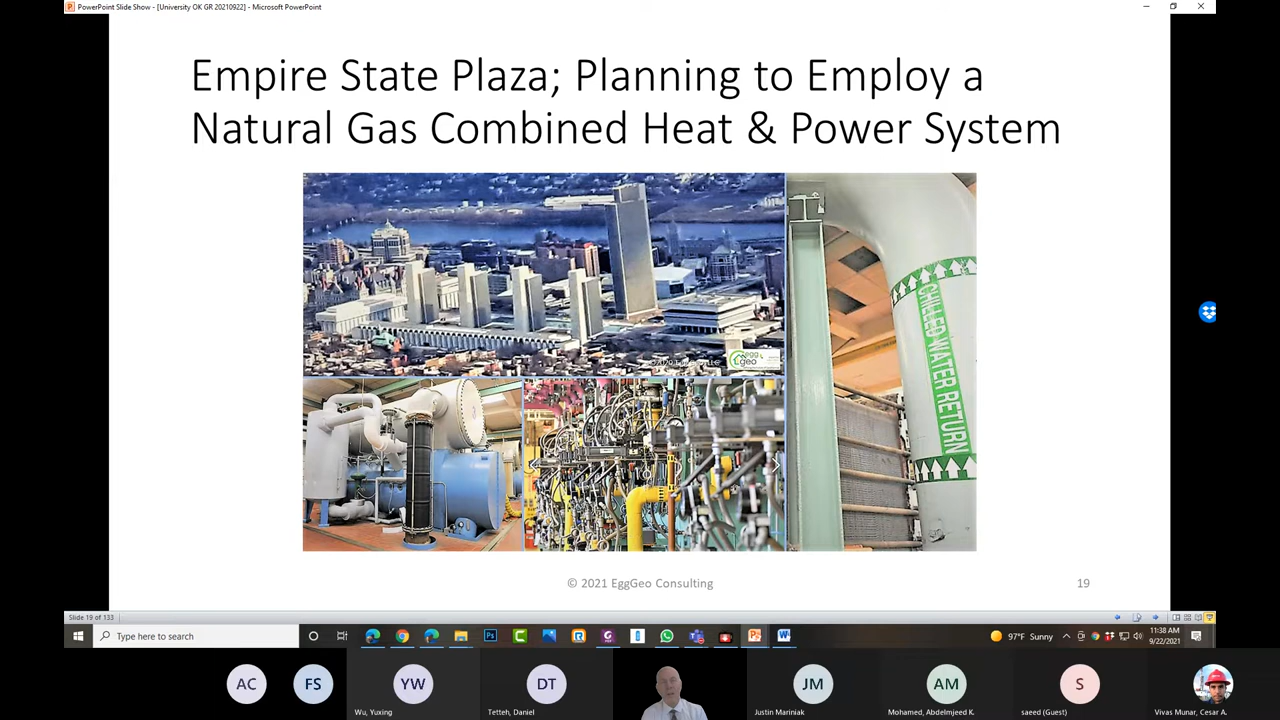 PowerPoint Slide Show - [University OK GR 20210922] - Microsoft PowerPoint
Empire State Plaza; Planning to Employ a
Natural Gas Combined Heat & Power System
egg
geo
CHILLED WATER RETURN
© 2021 EggGeo Consulting
19
Slide 19 of 133
Type here to search
97°F Sunny
11:38 AM
9/22/2021
AC
FS
YW
DT
JM
AM
S
Wu, Yuxing
Tetteh, Daniel
Justin Mariniak
Mohamed, Abdelmjeed K.
saeed (Guest)
Vivas Munar, Cesar A.